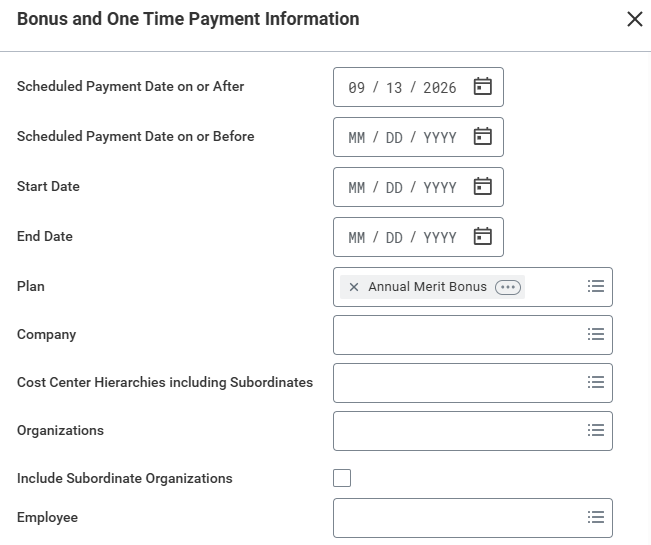 Bonus and One Time Payment Information
Scheduled Payment Date on or After
09 / 13 / 2026
Scheduled Payment Date on or Before
MM / DD / YYYY
Start Date
MM / DD / YYYY
End Date
MM / DD / YYYY
Plan
Annual Merit Bonus
Company
Cost Center Hierarchies including Subordinates
Organizations
Include Subordinate Organizations
Employee